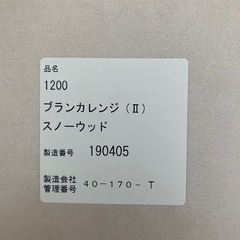 品名
1200
ブランカレンジ（Ⅱ）
スノーウッド
製造番号 190405
製造会社
管理番号 40-170-T